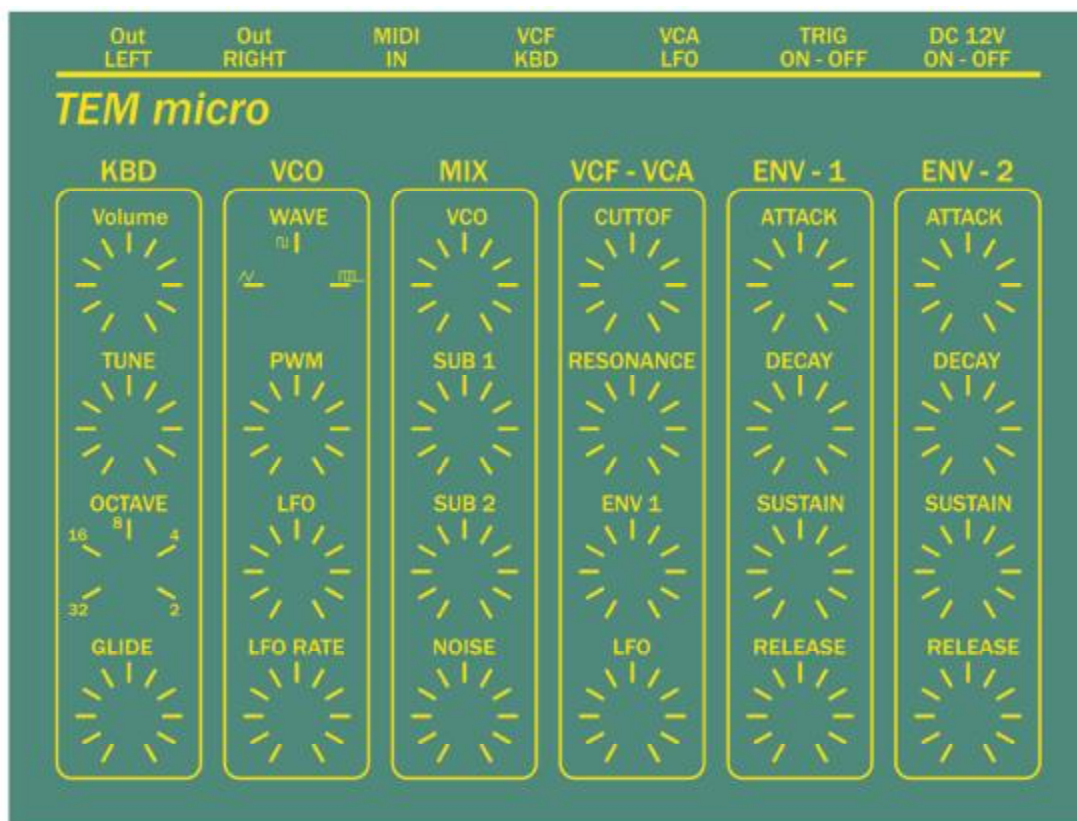 Out Out MIDI VCF VCA TRIG DC 12V
LEFT RIGHT IN KBD LFO ON - OFF ON - OFF
TEM micro
KBD VCO MIX VCF - VCA ENV - 1 ENV - 2
Volume WAVE VCO CUTTOF ATTACK ATTACK
TUNE PWM SUB 1 RESONANCE DECAY DECAY
OCTAVE LFO SUB 2 ENV 1 SUSTAIN SUSTAIN
8
16 4
32 2
GLIDE LFO RATE NOISE LFO RELEASE RELEASE